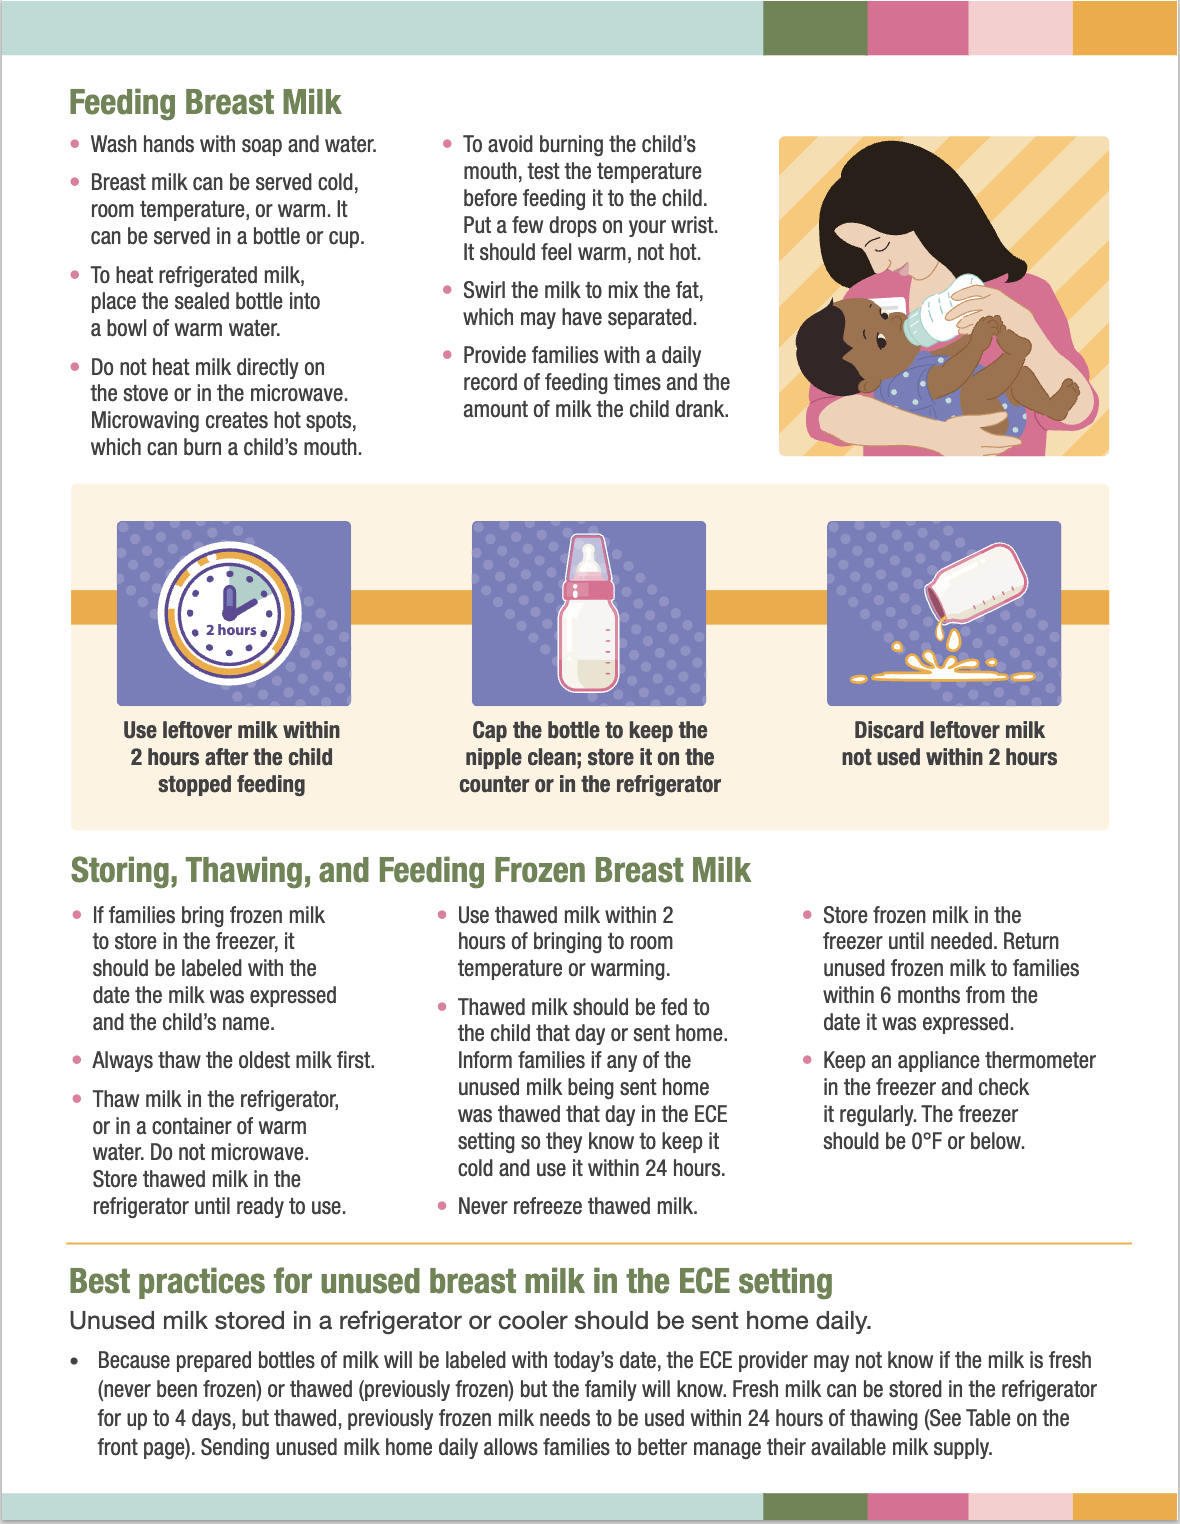 Feeding Breast Milk
• Wash hands with soap and water.
• Breast milk can be served cold,
room temperature, or warm. It
can be served in a bottle or cup.
• To heat refrigerated milk,
place the sealed bottle into
a bowl of warm water.
• Do not heat milk directly on
the stove or in the microwave.
Microwaving creates hot spots,
which can burn a child’s mouth.
• To avoid burning the child’s
mouth, test the temperature
before feeding it to the child.
Put a few drops on your wrist.
It should feel warm, not hot.
• Swirl the milk to mix the fat,
which may have separated.
• Provide families with a daily
record of feeding times and the
amount of milk the child drank.
2 hours
Use leftover milk within
2 hours after the child
stopped feeding
Cap the bottle to keep the
nipple clean; store it on the
counter or in the refrigerator
Discard leftover milk
not used within 2 hours
Storing, Thawing, and Feeding Frozen Breast Milk
• If families bring frozen milk
to store in the freezer, it
should be labeled with the
date the milk was expressed
and the child’s name.
• Always thaw the oldest milk first.
• Thaw milk in the refrigerator,
or in a container of warm
water. Do not microwave.
Store thawed milk in the
refrigerator until ready to use.
• Use thawed milk within 2
hours of bringing to room
temperature or warming.
• Thawed milk should be fed to
the child that day or sent home.
Inform families if any of the
unused milk being sent home
was thawed that day in the ECE
setting so they know to keep it
cold and use it within 24 hours.
• Never refreeze thawed milk.
• Store frozen milk in the
freezer until needed. Return
unused frozen milk to families
within 6 months from the
date it was expressed.
• Keep an appliance thermometer
in the freezer and check
it regularly. The freezer
should be 0°F or below.
Best practices for unused breast milk in the ECE setting
Unused milk stored in a refrigerator or cooler should be sent home daily.
• Because prepared bottles of milk will be labeled with today’s date, the ECE provider may not know if the milk is fresh
(never been frozen) or thawed (previously frozen) but the family will know. Fresh milk can be stored in the refrigerator
for up to 4 days, but thawed, previously frozen milk needs to be used within 24 hours of thawing (See Table on the
front page). Sending unused milk home daily allows families to better manage their available milk supply.